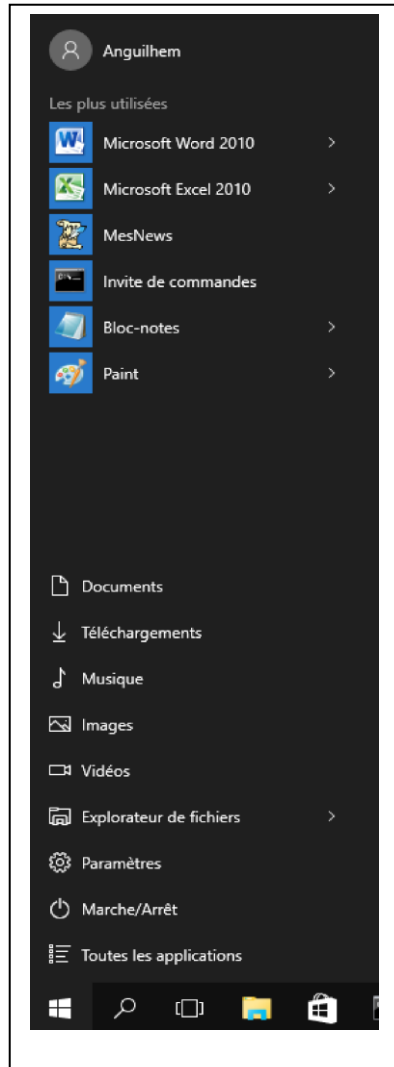 Anguilhem
Les plus utilisées
Microsoft Word 2010
Microsoft Excel 2010
MesNews
Invite de commandes
Bloc-notes
Paint
Documents
Téléchargements
Musique
Images
Vidéos
Explorateur de fichiers
Paramètres
Marche/Arrêt
Toutes les applications